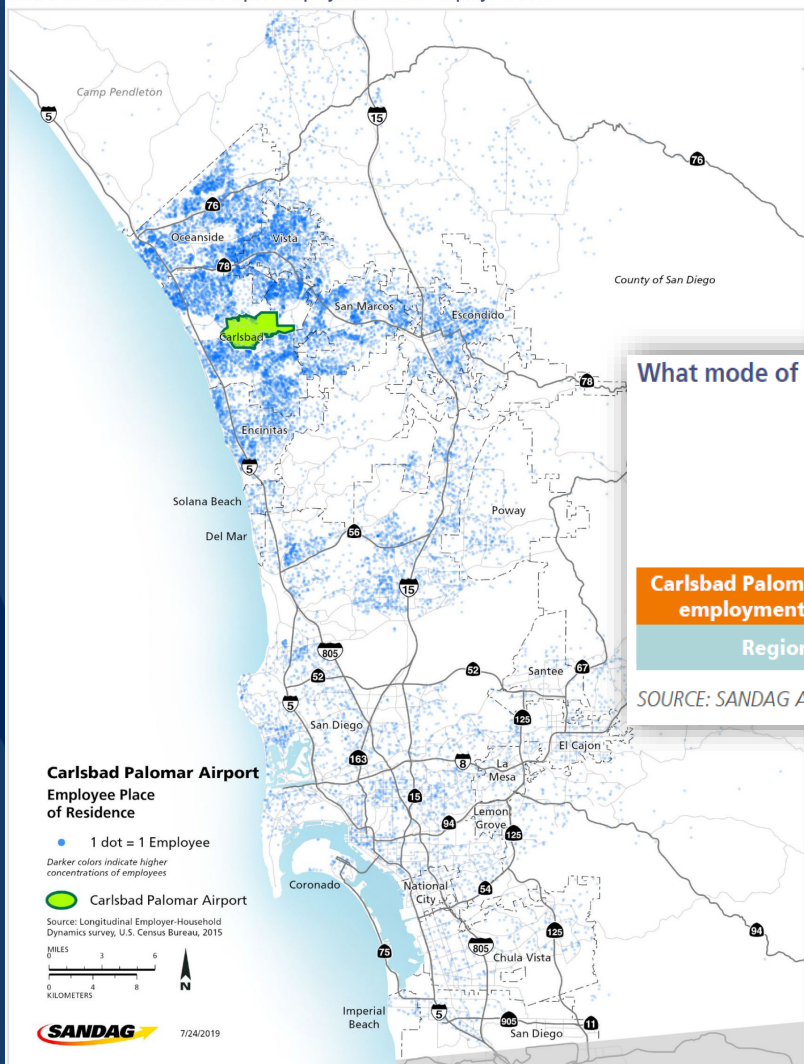 Camp Pendleton
5
15
76
76
Oceanside
Vista
78
County of San Diego
San Marcos
Escondido
Carlsbad
78
What mode of
Encinitas
5
Solana Beach
Poway
Del Mar
56
15
Carlsbad Palom
employment
Region
805
52
52
Santee
67
SOURCE: SANDAG A
5
San Diego
125
El Cajon
163
8
La
Mesa
Carlsbad Palomar Airport
Employee Place
of Residence
15
1 dot = 1 Employee
94
Lemon
Grove
125
Darker colors indicate higher
concentrations of employees
Carlsbad Palomar Airport
Coronado
National
City
54
Source: Longitudinal Employer-Household
Dynamics survey, U.S. Census Bureau, 2015
125
94
MILES
0 3 6
805
75
Chula Vista
0 4 8
KILOMETERS
N
Imperial
Beach
5
905
11
San Diego
SANDAG
7/24/2019